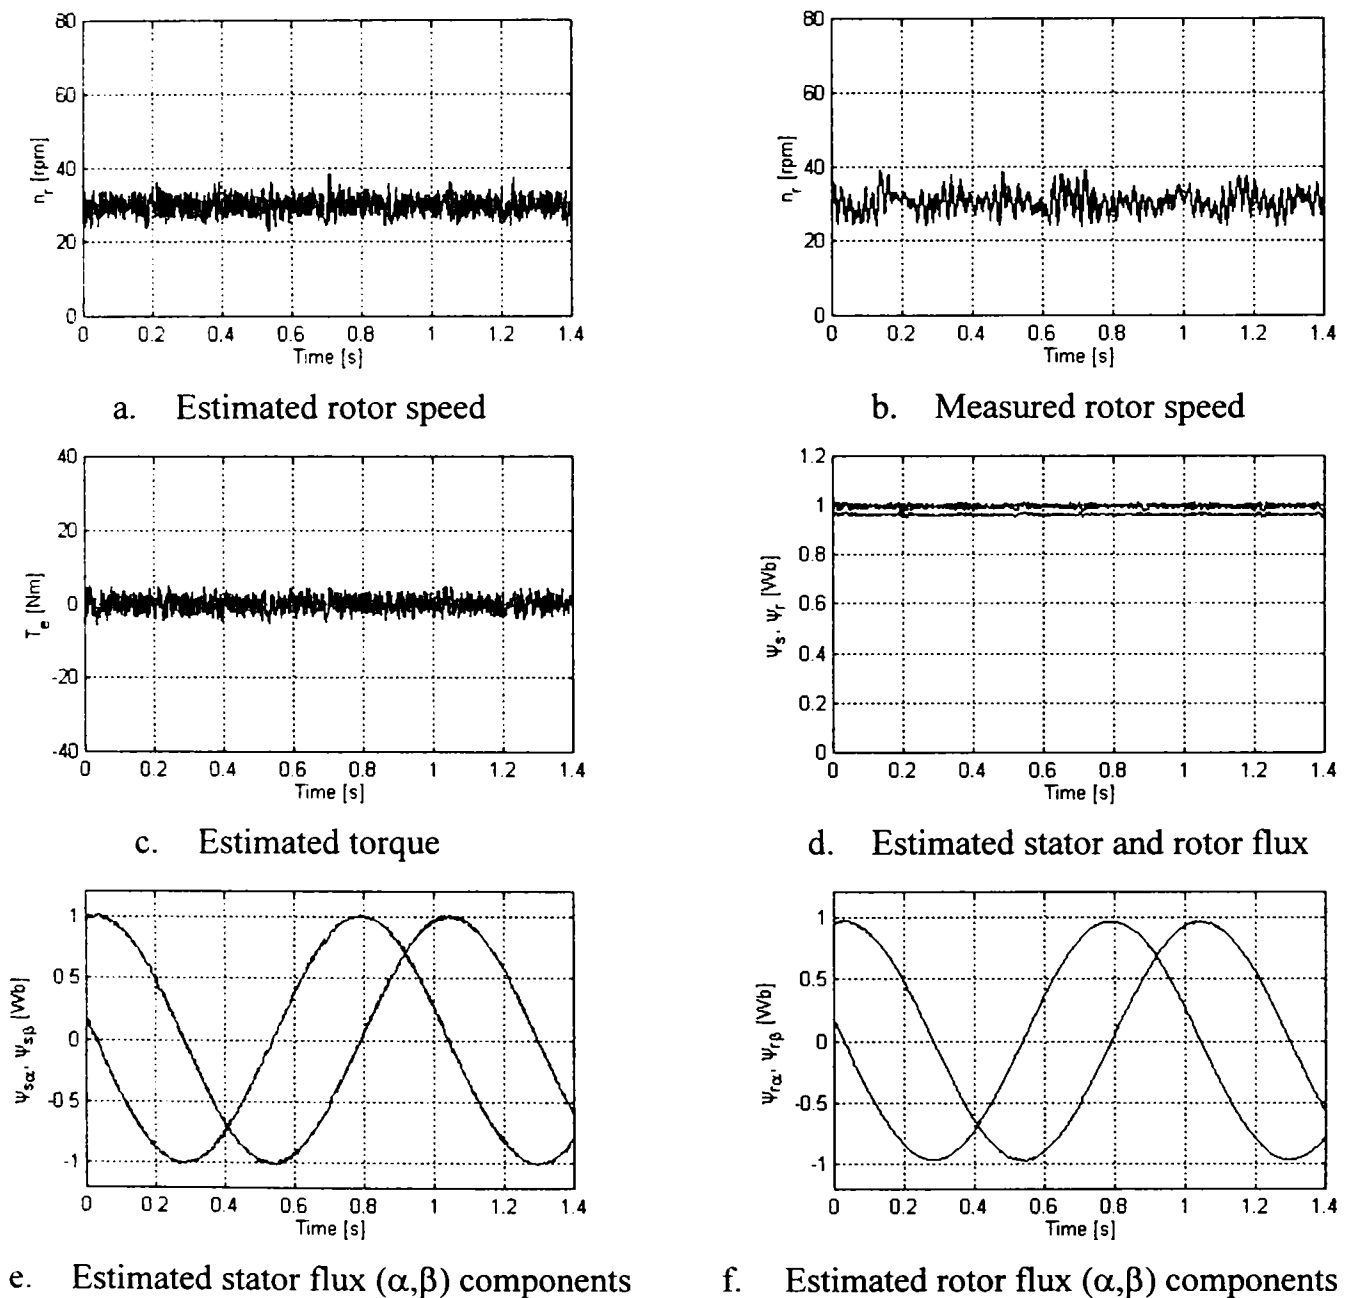 80
60
40
20
0
n_r [rpm]
0 0.2 0.4 0.6 0.8 1 1.2 1.4
Time [s]
a. Estimated rotor speed
80
60
40
20
0
n_r [rpm]
0 0.2 0.4 0.6 0.8 1 1.2 1.4
Time [s]
b. Measured rotor speed
40
20
0
-20
-40
T_e [Nm]
0 0.2 0.4 0.6 0.8 1 1.2 1.4
Time [s]
c. Estimated torque
1.2
1
0.8
0.6
0.4
0.2
0
Ψ_s, Ψ_r [Wb]
0 0.2 0.4 0.6 0.8 1 1.2 1.4
Time [s]
d. Estimated stator and rotor flux
1
0.5
0
-0.5
-1
Ψ_sα, Ψ_sβ [Wb]
0 0.2 0.4 0.6 0.8 1 1.2 1.4
Time [s]
e. Estimated stator flux (α,β) components
1
0.5
0
-0.5
-1
Ψ_rα, Ψ_rβ [Wb]
0 0.2 0.4 0.6 0.8 1 1.2 1.4
Time [s]
f. Estimated rotor flux (α,β) components